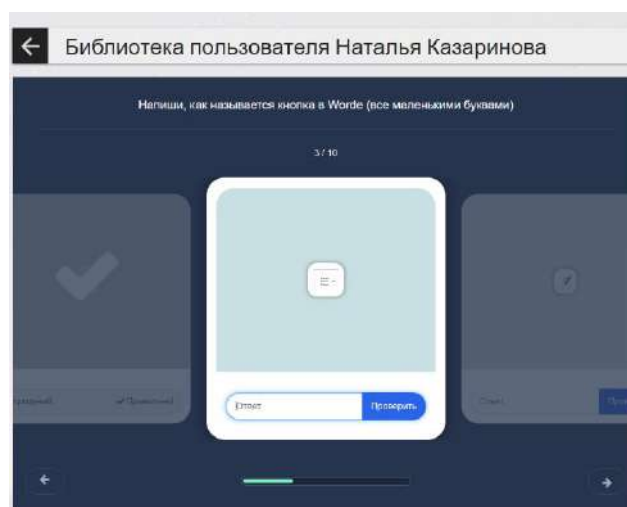 Библиотека пользователя Наталья Казаринова
Напиши, как называется кнопка в Worde (все маленькими буквами)
3 / 10
Ответ
Проверить